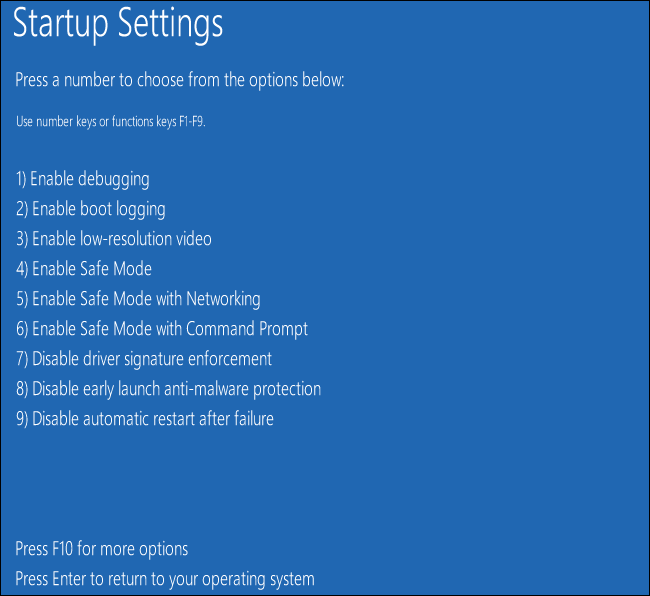 Startup Settings
Press a number to choose from the options below:
Use number keys or functions keys F1-F9.
1) Enable debugging
2) Enable boot logging
3) Enable low-resolution video
4) Enable Safe Mode
5) Enable Safe Mode with Networking
6) Enable Safe Mode with Command Prompt
7) Disable driver signature enforcement
8) Disable early launch anti-malware protection
9) Disable automatic restart after failure
Press F10 for more options
Press Enter to return to your operating system